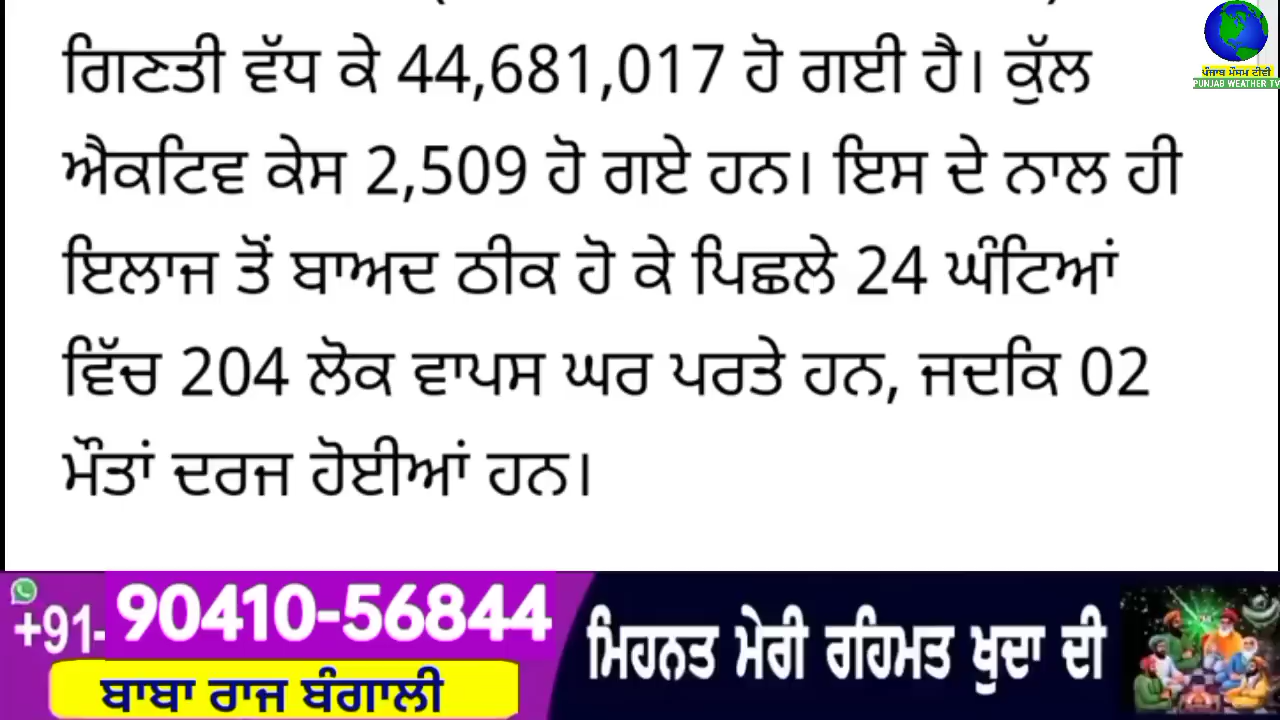 ਗਿਣਤੀ ਵੱਧ ਕੇ 44,681,017 ਹੋ ਗਈ ਹੈ। ਕੁੱਲ
ਐਕਟਿਵ ਕੇਸ 2,509 ਹੋ ਗਏ ਹਨ। ਇਸ ਦੇ ਨਾਲ ਹੀ
ਇਲਾਜ ਤੋਂ ਬਾਅਦ ਠੀਕ ਹੋ ਕੇ ਪਿਛਲੇ 24 ਘੰਟਿਆਂ
ਵਿੱਚ 204 ਲੋਕ ਵਾਪਸ ਘਰ ਪਰਤੇ ਹਨ, ਜਦਕਿ 02
ਮੌਤਾਂ ਦਰਜ ਹੋਈਆਂ ਹਨ।
ਪੰਜਾਬ ਮੌਸਮ ਟੀਵੀ
PUNJAB WEATHER TV
+91- 90410-56844
ਬਾਬਾ ਰਾਜ ਬੰਗਾਲੀ
ਮਿਹਨਤ ਮੇਰੀ ਰਹਿਮਤ ਖੁਦਾ ਦੀ